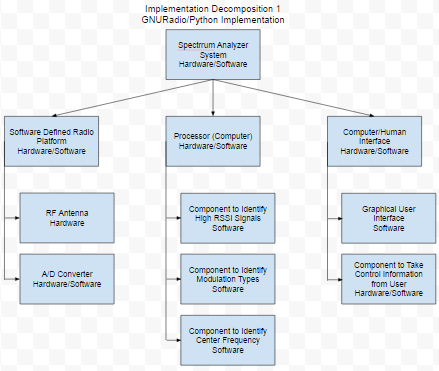 Implementation Decomposition 1
GNURadio/Python Implementation
Spectrrum Analyzer
System
Hardware/Software
Software Defined Radio
Platform
Hardware/Software
Processor (Computer)
Hardware/Software
Computer/Human
Interface
Hardware/Software
RF Antenna
Hardware
Component to Identify
High RSSI Signals
Software
Graphical User
Interface
Software
A/D Converter
Hardware/Software
Component to Identify
Modulation Types
Software
Component to Take
Control Information
from User
Hardware/Software
Component to Identify
Center Frequency
Software